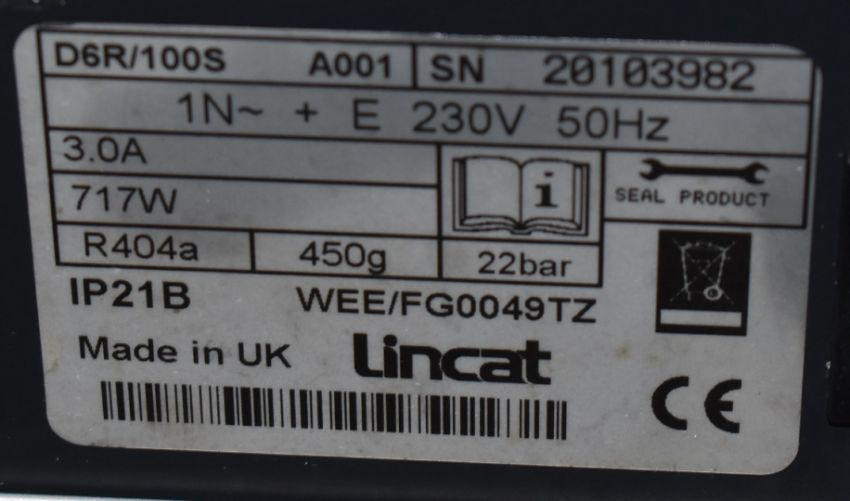 D6R/100S A001 SN 20103982
1N~ + E 230V 50Hz
3.0A
i
SEAL PRODUCT
717W
R404a 450g 22bar
IP21B WEE/FG0049TZ
Made in UK Lincat
CE